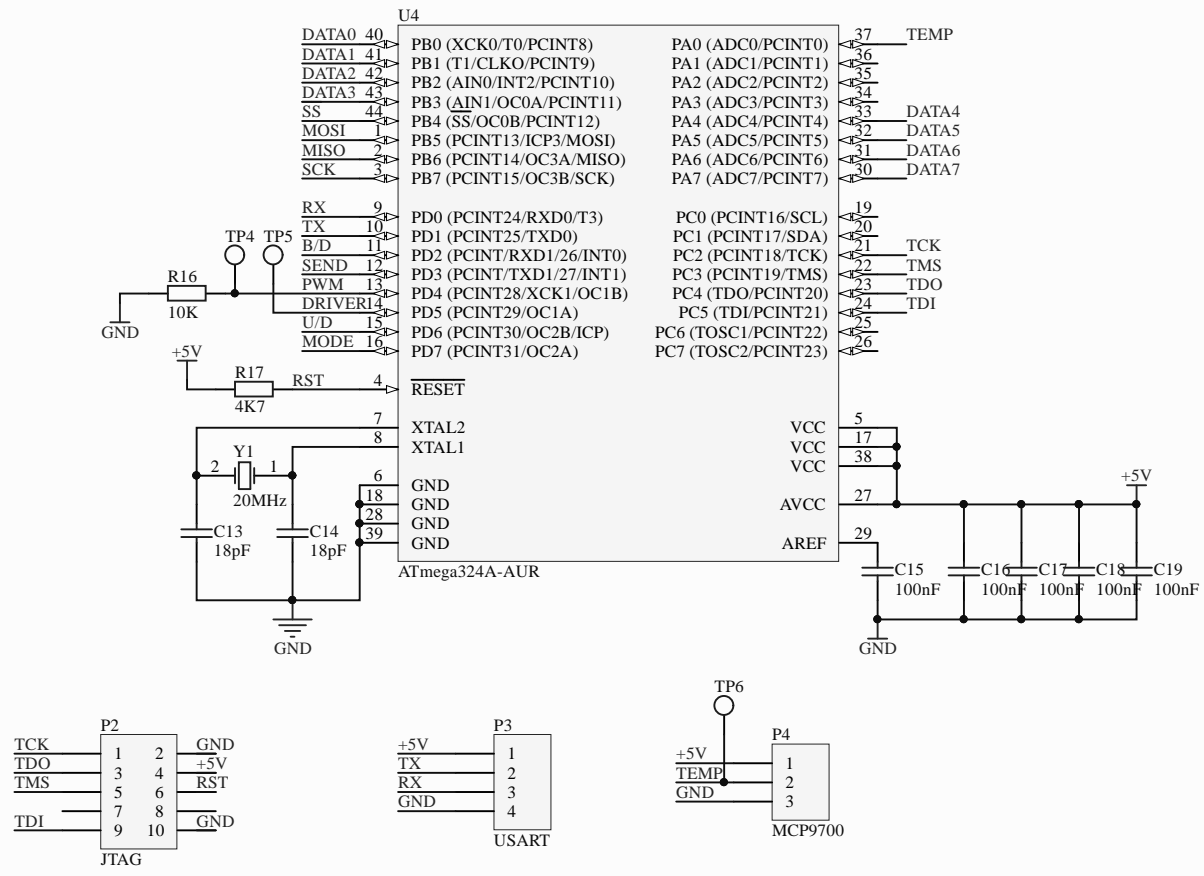 U4
DATA0 40 PB0 (XCK0/T0/PCINT8) PA0 (ADC0/PCINT0) 37 TEMP
DATA1 41 PB1 (T1/CLKO/PCINT9) PA1 (ADC1/PCINT1) 36
DATA2 42 PB2 (AIN0/INT2/PCINT10) PA2 (ADC2/PCINT2) 35
DATA3 43 PB3 (AIN1/OC0A/PCINT11) PA3 (ADC3/PCINT3) 34
SS 44 PB4 (SS/OC0B/PCINT12) PA4 (ADC4/PCINT4) 33 DATA4
MOSI 1 PB5 (PCINT13/ICP3/MOSI) PA5 (ADC5/PCINT5) 32 DATA5
MISO 2 PB6 (PCINT14/OC3A/MISO) PA6 (ADC6/PCINT6) 31 DATA6
SCK 3 PB7 (PCINT15/OC3B/SCK) PA7 (ADC7/PCINT7) 30 DATA7
RX 9 PD0 (PCINT24/RXD0/T3) PC0 (PCINT16/SCL) 19
TX 10 PD1 (PCINT25/TXD0) PC1 (PCINT17/SDA) 20
TP4 TP5
B/D 11 PD2 (PCINT/RXD1/26/INT0) PC2 (PCINT18/TCK) 21 TCK
SEND 12 PD3 (PCINT/TXD1/27/INT1) PC3 (PCINT19/TMS) 22 TMS
R16
PWM 13 PD4 (PCINT28/XCK1/OC1B) PC4 (TDO/PCINT20) 23 TDO
10K
DRIVER 14 PD5 (PCINT29/OC1A) PC5 (TDI/PCINT21) 24 TDI
GND
U/D 15 PD6 (PCINT30/OC2B/ICP) PC6 (TOSC1/PCINT22) 25
MODE 16 PD7 (PCINT31/OC2A) PC7 (TOSC2/PCINT23) 26
+5V
R17 RST 4 RESET
4K7
7 XTAL2 VCC 5
8 XTAL1 VCC 17
VCC 38
Y1
2 1
20MHz
6 GND
18 GND AVCC 27 +5V
28 GND
39 GND AREF 29
C13 C14
18pF 18pF
ATmega324A-AUR
C15 C16 C17 C18 C19
100nF 100nF 100nF 100nF 100nF
GND GND
P2
TCK 1 2 GND
TDO 3 4 +5V
TMS 5 6 RST
7 8
TDI 9 10 GND
JTAG
P3
+5V 1
TX 2
RX 3
GND 4
USART
TP6
P4
+5V 1
TEMP 2
GND 3
MCP9700